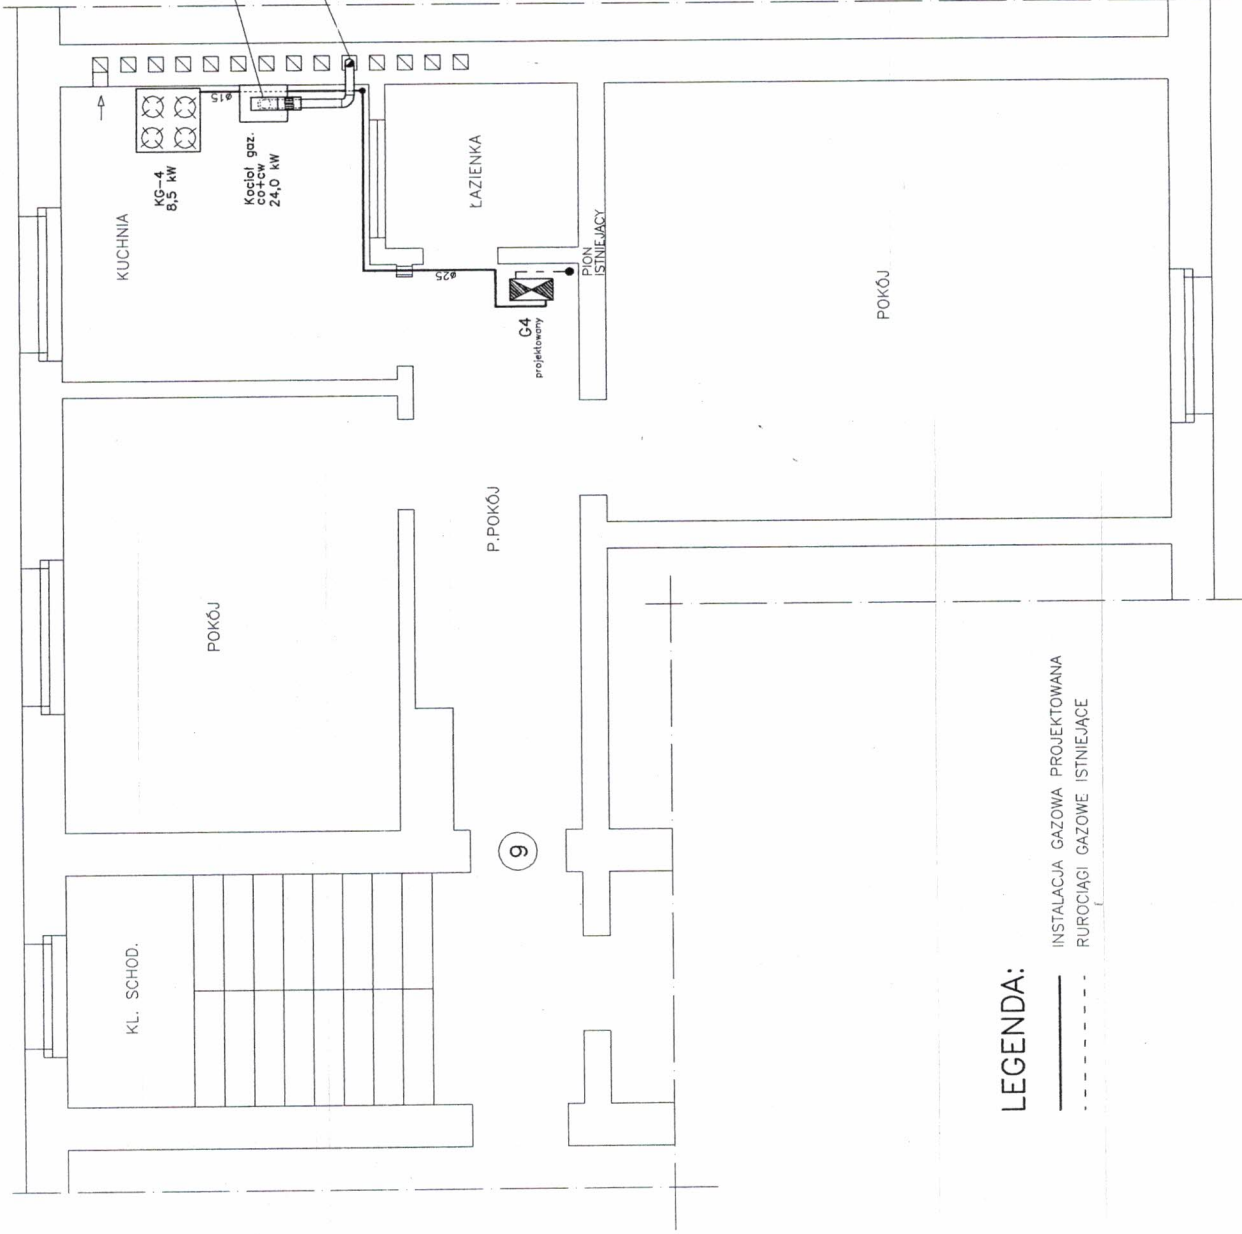 KUCHNIA
KG-4
8,5 kW
ø15
Kocioł gaz.
co+cw
24,0 kW
ŁAZIENKA
ø25
PION
ISTNIEJĄCY
G4
projektowany
POKÓJ
POKÓJ
P.POKÓJ
KL. SCHOD.
9
LEGENDA:
INSTALACJA GAZOWA PROJEKTOWANA
RUROCIĄGI GAZOWE ISTNIEJĄCE